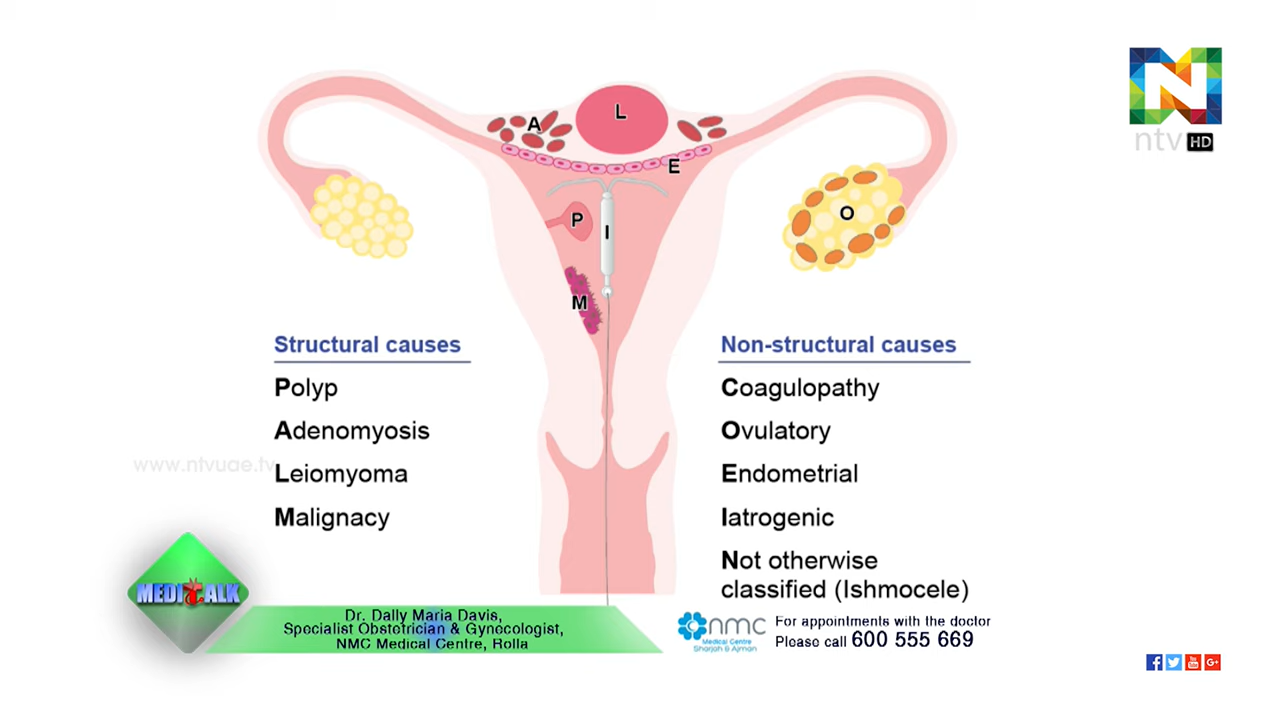 ntv HD
L
A
E
P
I
O
M
Structural causes
Polyp
Adenomyosis
Leiomyoma
Malignacy
Non-structural causes
Coagulopathy
Ovulatory
Endometrial
Iatrogenic
Not otherwise
classified (Ishmocele)
www.ntvuae.tv
MEDITALK
Dr. Dally Maria Davis,
Specialist Obstetrician & Gynecologist,
NMC Medical Centre, Rolla
nmc
Medical Centre
Sharjah & Ajman
For appointments with the doctor
Please call 600 555 669